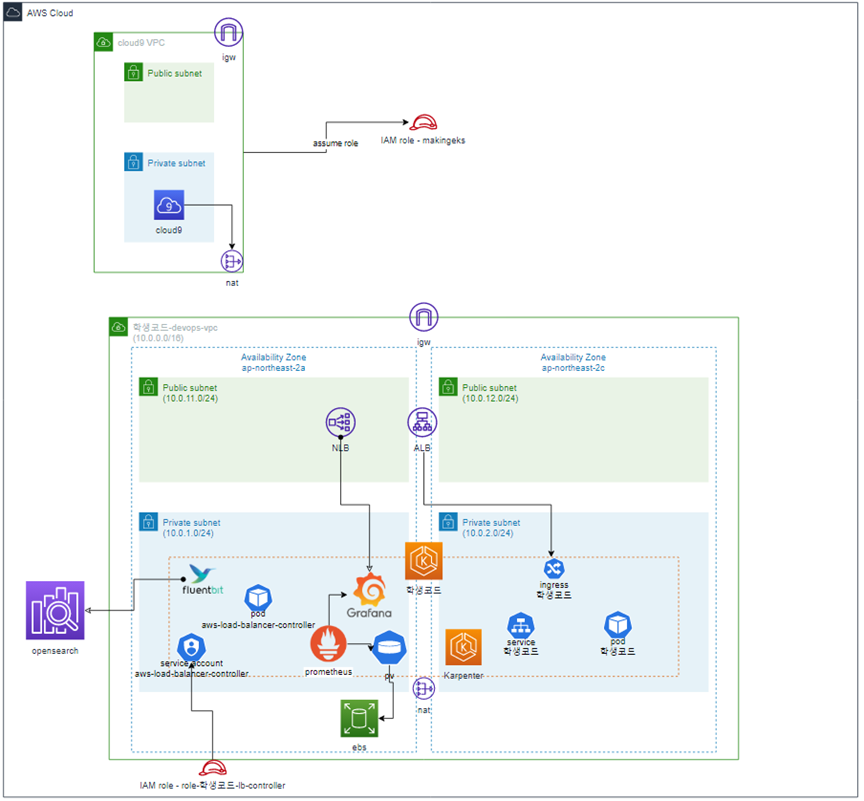 AWS Cloud
cloud9 VPC
igw
Public subnet
assume role
IAM role - makingeks
Private subnet
cloud9
nat
학생코드-devops-vpc
(10.0.0.0/16)
igw
Availability Zone
ap-northeast-2a
Availability Zone
ap-northeast-2c
Public subnet
(10.0.11.0/24)
Public subnet
(10.0.12.0/24)
NLB
ALB
Private subnet
(10.0.1.0/24)
Private subnet
(10.0.2.0/24)
fluentbit
학생코드
ingress
학생코드
Grafana
pod
aws-load-balancer-controller
opensearch
service account
aws-load-balancer-controller
prometheus
pv
Karpenter
service
학생코드
pod
학생코드
nat
ebs
IAM role - role-학생코드-lb-controller